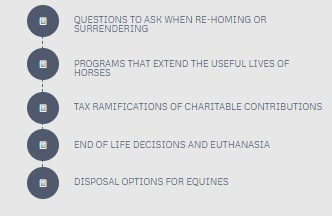 QUESTIONS TO ASK WHEN RE-HOMING OR
SURRENDERING
PROGRAMS THAT EXTEND THE USEFUL LIVES OF
HORSES
TAX RAMIFICATIONS OF CHARITABLE CONTRIBUTIONS
END OF LIFE DECISIONS AND EUTHANASIA
DISPOSAL OPTIONS FOR EQUINES